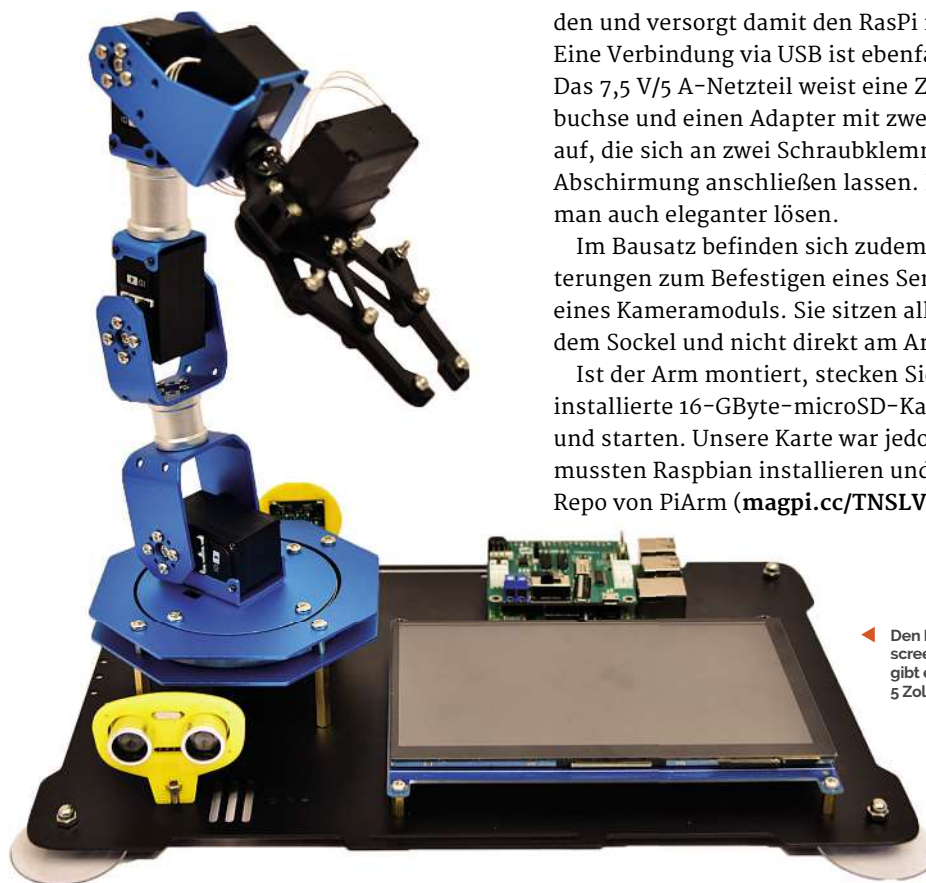 den und versorgt damit den RasPi
Eine Verbindung via USB ist ebenfa
Das 7,5 V/5 A-Netzteil weist eine Z
buchse und einen Adapter mit zwe
auf, die sich an zwei Schraubklemm
Abschirmung anschließen lassen.
man auch eleganter lösen.
Im Bausatz befinden sich zudem
terungen zum Befestigen eines Sen
eines Kameramoduls. Sie sitzen all
dem Sockel und nicht direkt am Ar
Ist der Arm montiert, stecken Sie
installierte 16-GByte-microSD-Ka
und starten. Unsere Karte war jedo
mussten Raspbian installieren und
Repo von PiArm (magpi.cc/TNSLV
Den
scree
gibt e
5 Zol